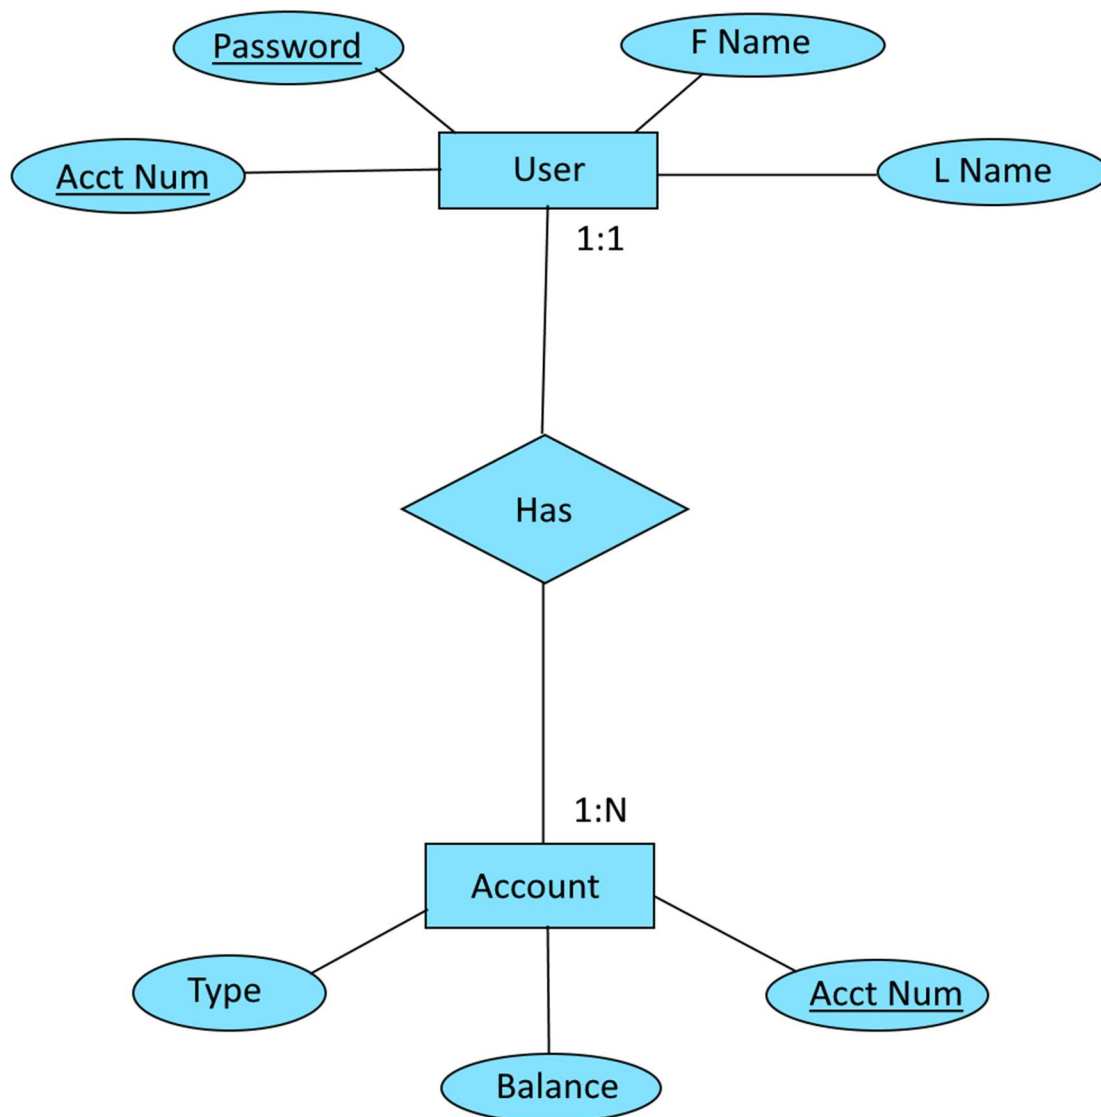 Password
F Name
Acct Num
User
L Name
1:1
Has
1:N
Account
Type
Acct Num
Balance